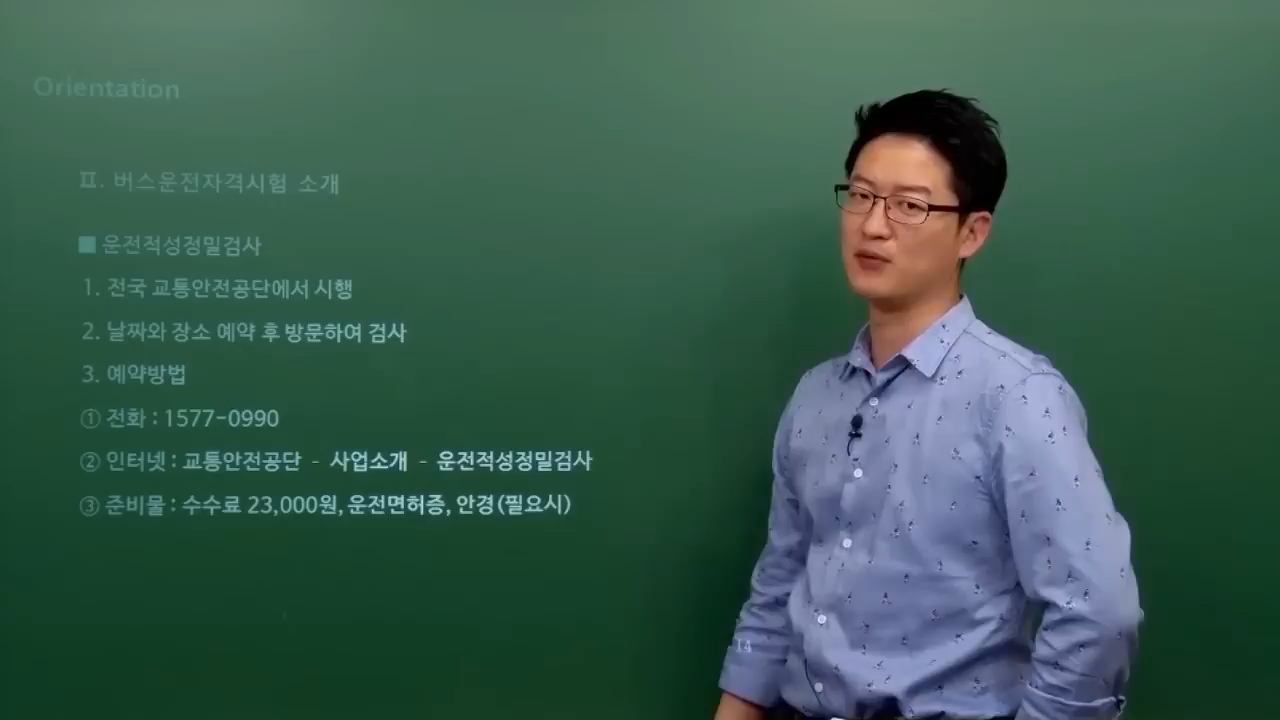 Orientation
Ⅱ. 버스운전자격시험 소개
■ 운전적성정밀검사
1. 전국 교통안전공단에서 시행
2. 날짜와 장소 예약 후 방문하여 검사
3. 예약방법
① 전화 : 1577-0990
② 인터넷 : 교통안전공단 - 사업소개 - 운전적성정밀검사
③ 준비물 : 수수료 23,000원, 운전면허증, 안경(필요시)
14